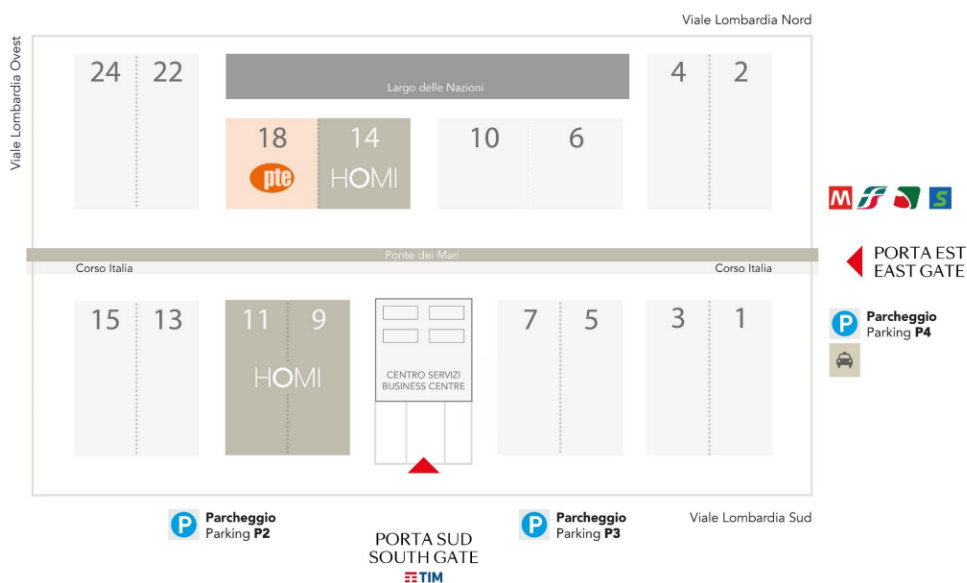 Viale Lombardia Nord
Viale Lombardia Ovest
24 22
Largo delle Nazioni
4 2
18 14
10 6
pte
HOMI
M S
Ponte dei Mari
Corso Italia
Corso Italia
PORTA EST
EAST GATE
15 13
11 9
7 5
3 1
P Parcheggio
Parking P4
HOMI
CENTRO SERVIZI
BUSINESS CENTRE
P Parcheggio
Parking P2
P Parcheggio
Parking P3
Viale Lombardia Sud
PORTA SUD
SOUTH GATE
TIM